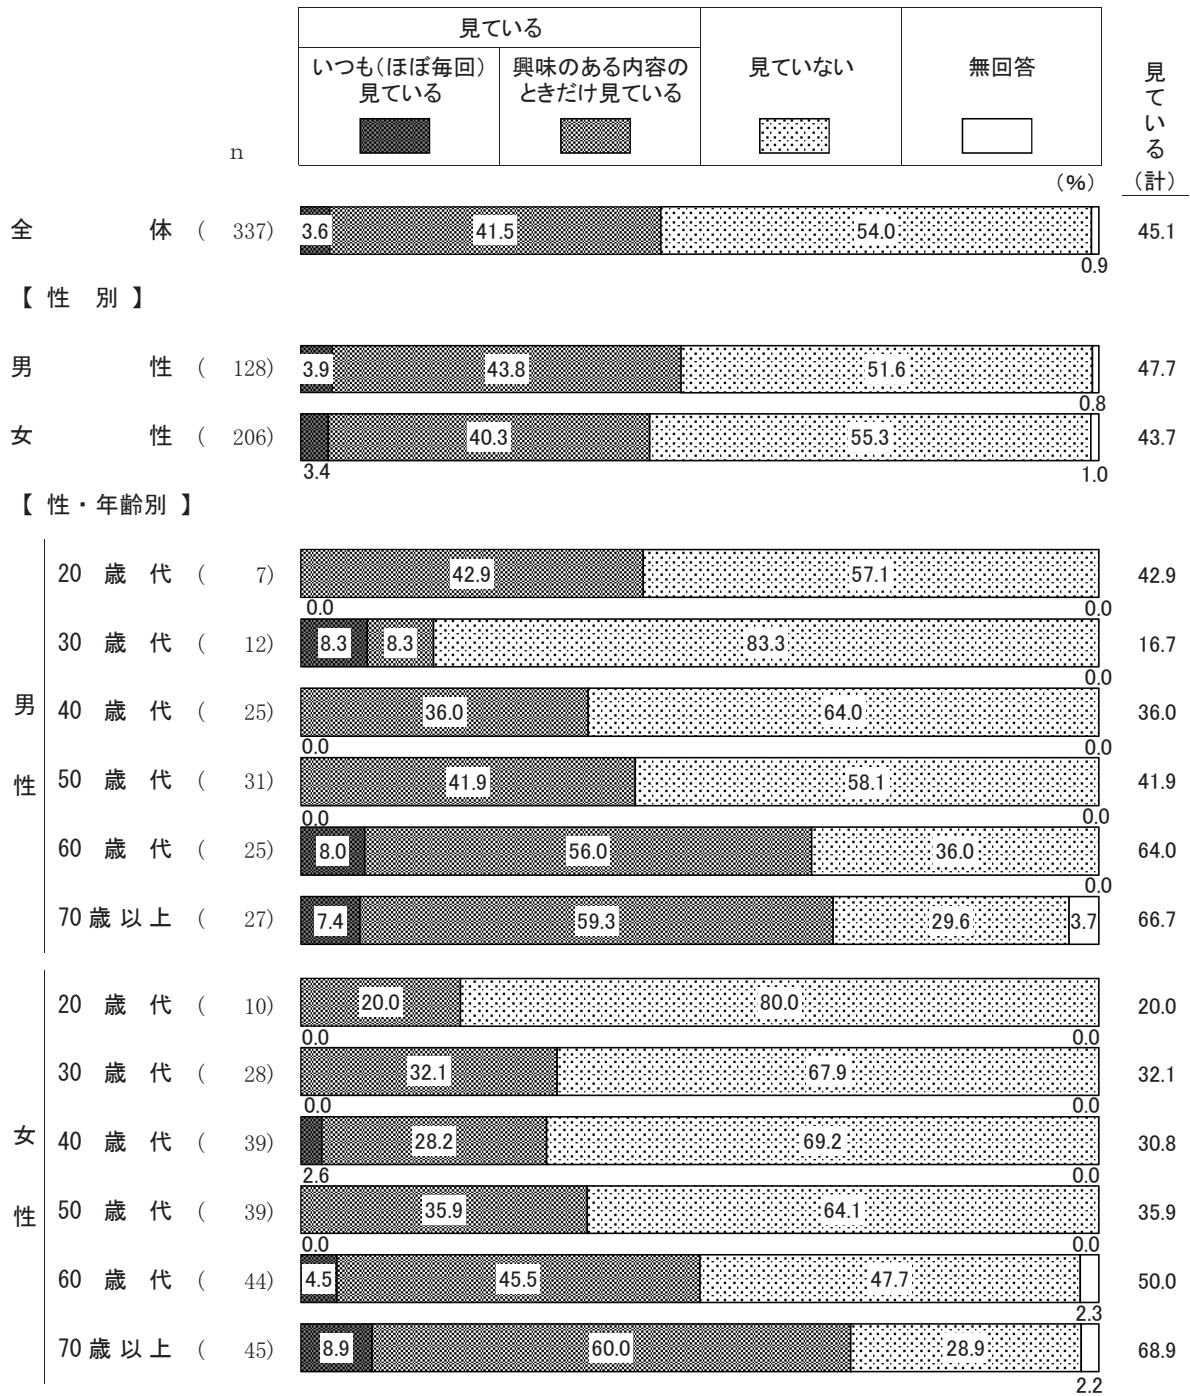 見ている
いつも(ほぼ毎回)見ている
興味のある内容のときだけ見ている
見ていない
無回答
見ている(計)
n
(%)
全体 ( 337) 3.6 41.5 54.0 0.9 45.1
【 性 別 】
男性 ( 128) 3.9 43.8 51.6 0.8 47.7
女性 ( 206) 3.4 40.3 55.3 1.0 43.7
【 性・年齢別 】
男性
20 歳 代 ( 7) 0.0 42.9 57.1 0.0 42.9
30 歳 代 ( 12) 8.3 8.3 83.3 0.0 16.7
40 歳 代 ( 25) 0.0 36.0 64.0 0.0 36.0
50 歳 代 ( 31) 0.0 41.9 58.1 0.0 41.9
60 歳 代 ( 25) 8.0 56.0 36.0 0.0 64.0
70 歳 以 上 ( 27) 7.4 59.3 29.6 3.7 66.7
女性
20 歳 代 ( 10) 0.0 20.0 80.0 0.0 20.0
30 歳 代 ( 28) 0.0 32.1 67.9 0.0 32.1
40 歳 代 ( 39) 2.6 28.2 69.2 0.0 30.8
50 歳 代 ( 39) 0.0 35.9 64.1 0.0 35.9
60 歳 代 ( 44) 4.5 45.5 47.7 2.3 50.0
70 歳 以 上 ( 45) 8.9 60.0 28.9 2.2 68.9